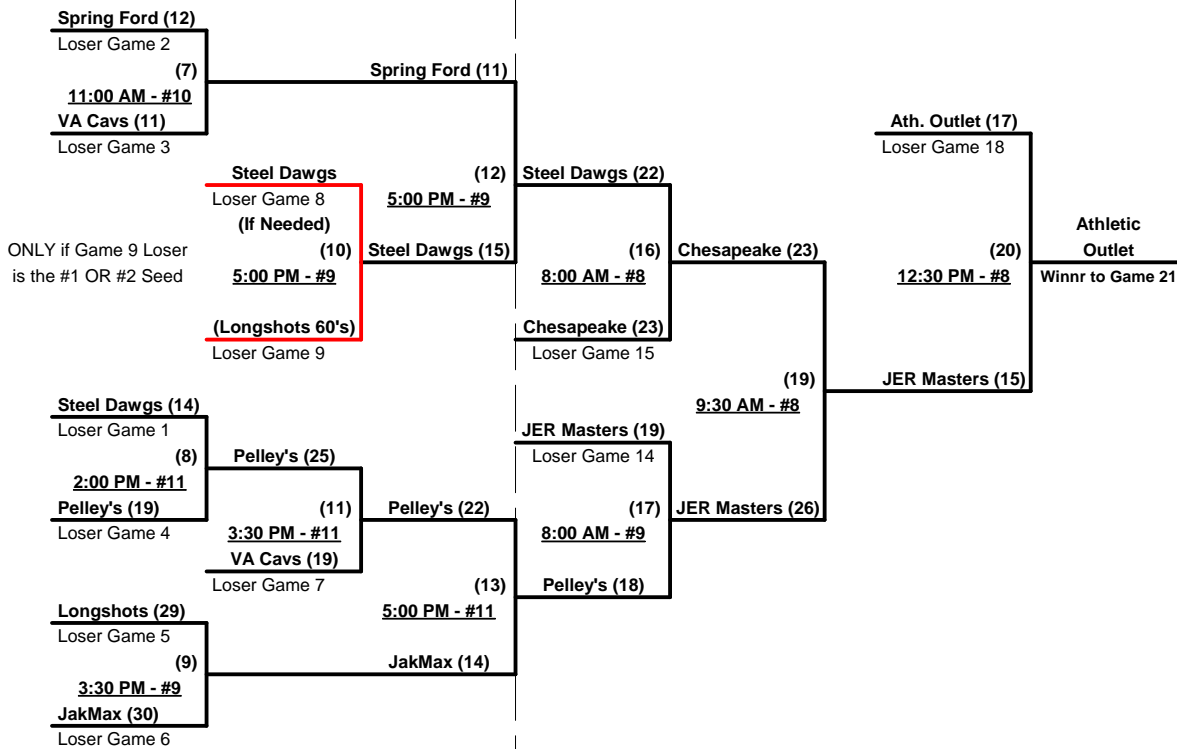 Spring Ford (12)
Loser Game 2
(7)
11:00 AM - #10
VA Cavs (11)
Loser Game 3
Spring Ford (11)
Steel Dawgs
Loser Game 8
(If Needed)
ONLY if Game 9 Loser
is the #1 OR #2 Seed
(10)
5:00 PM - #9
(Longshots 60's)
Loser Game 9
(12)
5:00 PM - #9
Steel Dawgs (15)
Steel Dawgs (22)
(16)
8:00 AM - #8
Chesapeake (23)
Loser Game 15
Chesapeake (23)
Steel Dawgs (14)
Loser Game 1
(8)
2:00 PM - #11
Pelley's (19)
Loser Game 4
Pelley's (25)
(11)
3:30 PM - #11
VA Cavs (19)
Loser Game 7
Pelley's (22)
Longshots (29)
Loser Game 5
(9)
3:30 PM - #9
JakMax (30)
Loser Game 6
(13)
5:00 PM - #11
JakMax (14)
JER Masters (19)
Loser Game 14
(17)
8:00 AM - #9
Pelley's (18)
JER Masters (26)
(19)
9:30 AM - #8
Ath. Outlet (17)
Loser Game 18
(20)
12:30 PM - #8
JER Masters (15)
Athletic
Outlet
Winnr to Game 21